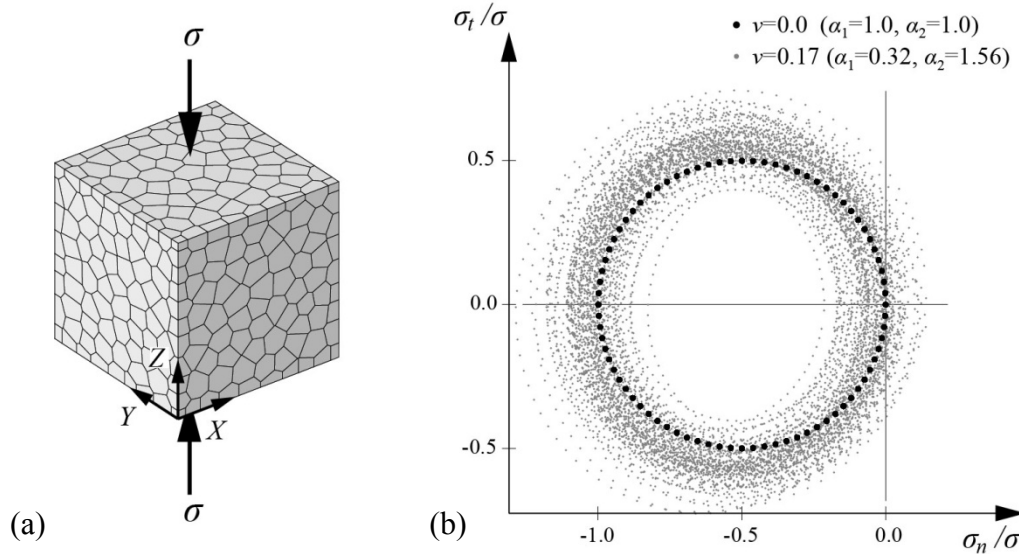 σ
Z
Y
X
σ
(a)
(b)
σt /σ
ν=0.0 (α1=1.0, α2=1.0)
ν=0.17 (α1=0.32, α2=1.56)
0.5
0.0
-0.5
-1.0
-0.5
0.0
σn /σ